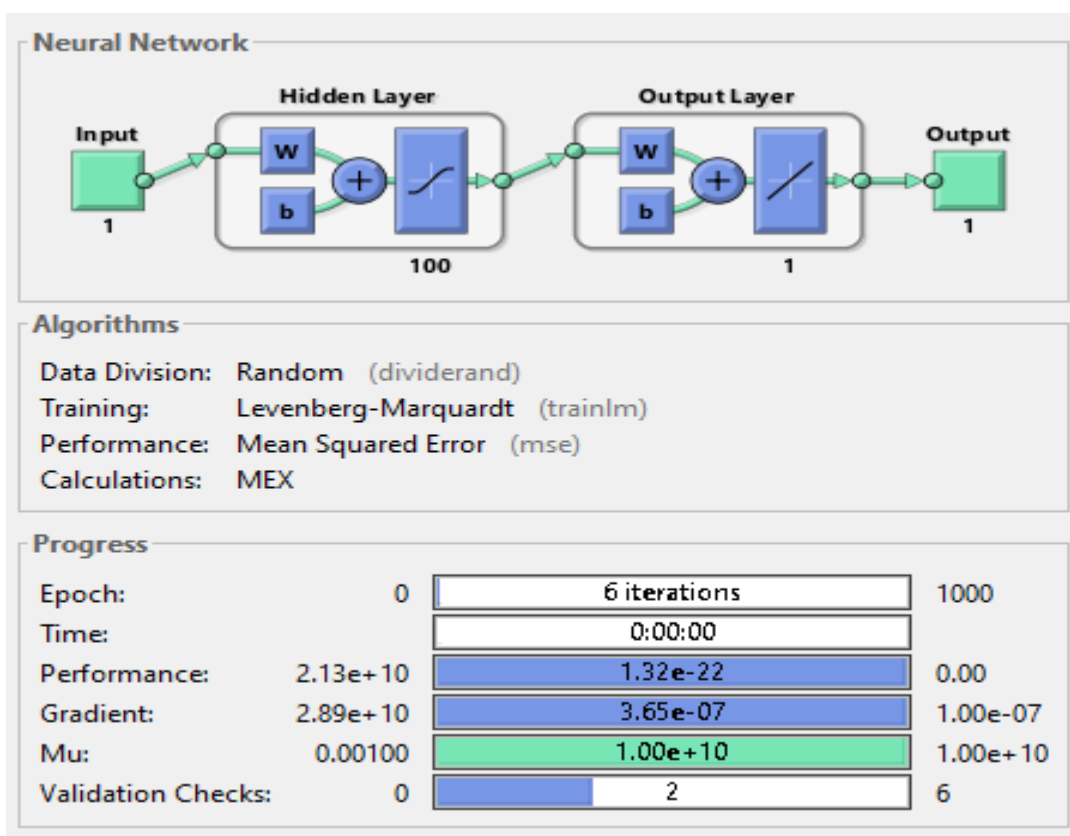 Neural Network
Hidden Layer Output Layer
Input Output
W W
b b
1 1
100 1
Algorithms
Data Division: Random (dividerand)
Training: Levenberg-Marquardt (trainlm)
Performance: Mean Squared Error (mse)
Calculations: MEX
Progress
Epoch: 0 6 iterations 1000
Time: 0:00:00
Performance: 2.13e+10 1.32e-22 0.00
Gradient: 2.89e+10 3.65e-07 1.00e-07
Mu: 0.00100 1.00e+10 1.00e+10
Validation Checks: 0 2 6